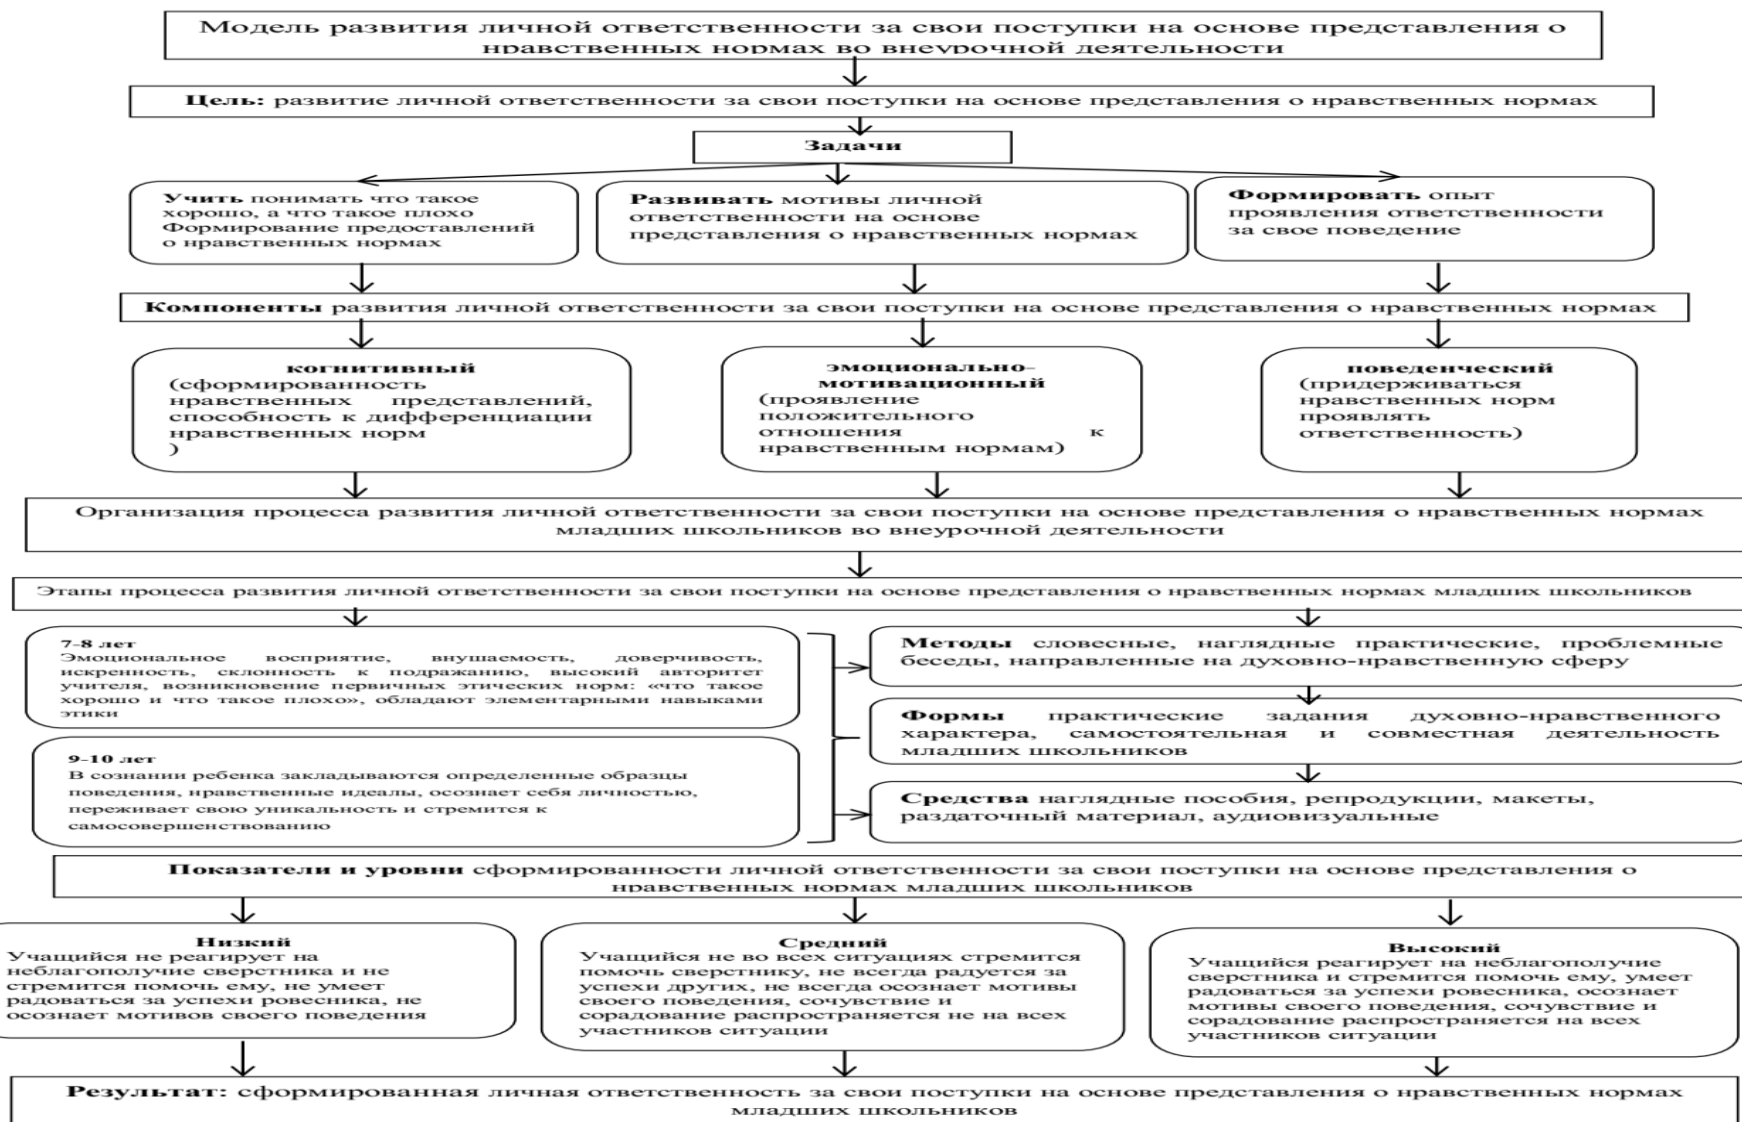 Модель развития личной ответственности за свои поступки на основе представления о
нравственных нормах во внеурочной деятельности
Цель: развитие личной ответственности за свои поступки на основе представления о нравственных нормах
Задачи
Учить понимать что такое
хорошо, а что такое плохо
Формирование предоставлений
о нравственных нормах
Развивать мотивы личной
ответственности на основе
представления о нравственных нормах
Формировать опыт
проявления ответственности
за свое поведение
Компоненты развития личной ответственности за свои поступки на основе представления о нравственных нормах
когнитивный
(сформированность
нравственных представлений,
способность к дифференциации
нравственных норм
)
эмоционально-
мотивационный
(проявление
положительного
отношения к
нравственным нормам)
поведенческий
(придерживаться
нравственных норм
проявлять
ответственность)
Организация процесса развития личной ответственности за свои поступки на основе представления о нравственных нормах
младших школьников во внеурочной деятельности
Этапы процесса развития личной ответственности за свои поступки на основе представления о нравственных нормах младших школьников
7-8 лет
Эмоциональное восприятие, внушаемость, доверчивость,
искренность, склонность к подражанию, высокий авторитет
учителя, возникновение первичных этических норм: «что такое
хорошо и что такое плохо», обладают элементарными навыками
этики
9-10 лет
В сознании ребенка закладываются определенные образцы
поведения, нравственные идеалы, осознает себя личностью,
переживает свою уникальность и стремится к
самосовершенствованию
Методы словесные, наглядные практические, проблемные
беседы, направленные на духовно-нравственную сферу
Формы практические задания духовно-нравственного
характера, самостоятельная и совместная деятельность
младших школьников
Средства наглядные пособия, репродукции, макеты,
раздаточный материал, аудиовизуальные
Показатели и уровни сформированности личной ответственности за свои поступки на основе представления о
нравственных нормах младших школьников
Низкий
Учащийся не реагирует на
неблагополучие сверстника и не
стремится помочь ему, не умеет
радоваться за успехи ровесника, не
осознает мотивов своего поведения
Средний
Учащийся не во всех ситуациях стремится
помочь сверстнику, не всегда радуется за
успехи других, не всегда осознает мотивы
своего поведения, сочувствие и
сорадование распространяется не на всех
участников ситуации
Высокий
Учащийся реагирует на неблагополучие
сверстника и стремится помочь ему, умеет
радоваться за успехи ровесника, осознает
мотивы своего поведения, сочувствие и
сорадование распространяется на всех
участников ситуации
Результат: сформированная личная ответственность за свои поступки на основе представления о нравственных нормах
младших школьников